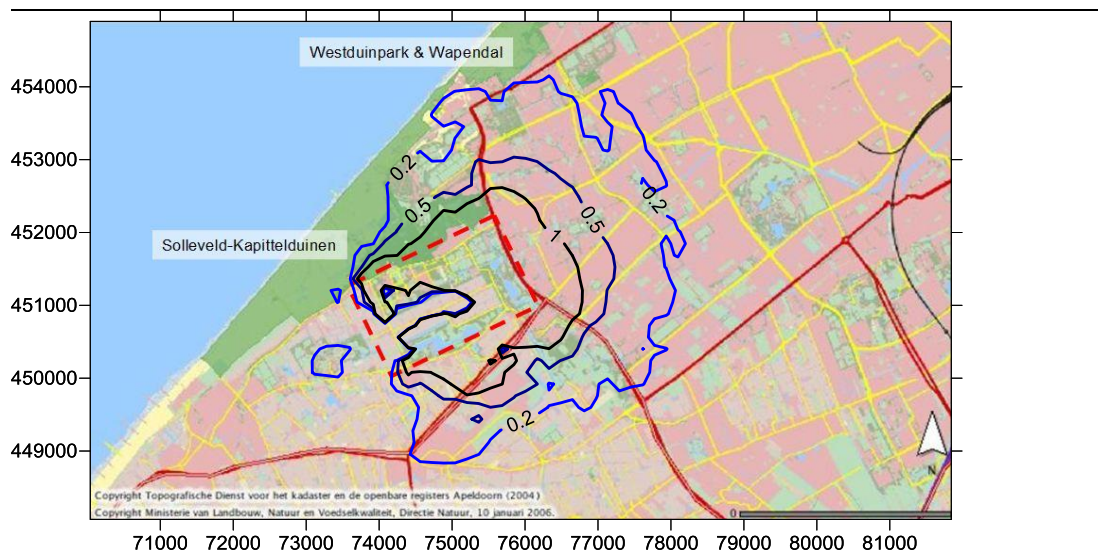 Westduinpark & Wapendal
454000
0.2
453000
0.2
0.5
0.2
0.5
1
452000
Solleveld-Kapittelduinen
451000
450000
0.2
449000
N
Copyright Topografische Dienst voor het kadaster en de openbare registers Apeldoorn (2004)
Copyright Ministerie van Landbouw, Natuur en Voedselkwaliteit, Directie Natuur, 10 januari 2006.
0
71000 72000 73000 74000 75000 76000 77000 78000 79000 80000 81000